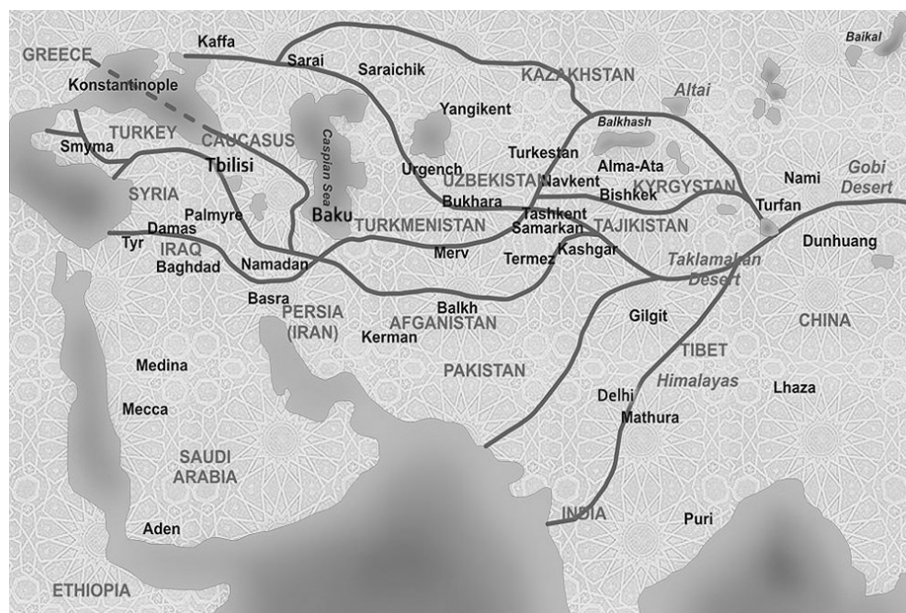 Baikal
Kaffa
GREECE
Sarai
Saraichik
KAZAKHSTAN
Konstantinople
Altai
Yangikent
Balkhash
TURKEY
CAUCASUS
Smyma
Turkestan
Tbilisi
Caspian Sea
Urgench
Alma-Ata
Gobi
Desert
UZBEKISTAN
Navkent
KYRGYSTAN
Nami
SYRIA
Bishkek
Bukhara
Turfan
Palmyre
Baku
Tashkent
TURKMENISTAN
Samarkan
TAJIKISTAN
Damas
Tyr
IRAQ
Merv
Kashgar
Dunhuang
Baghdad
Namadan
Termez
Taklamakan
Desert
Basra
PERSIA
(IRAN)
Balkh
AFGANISTAN
Kerman
Gilgit
CHINA
TIBET
Medina
PAKISTAN
Himalayas
Lhaza
Mecca
Delhi
Mathura
SAUDI
ARABIA
INDIA
Puri
Aden
ETHIOPIA